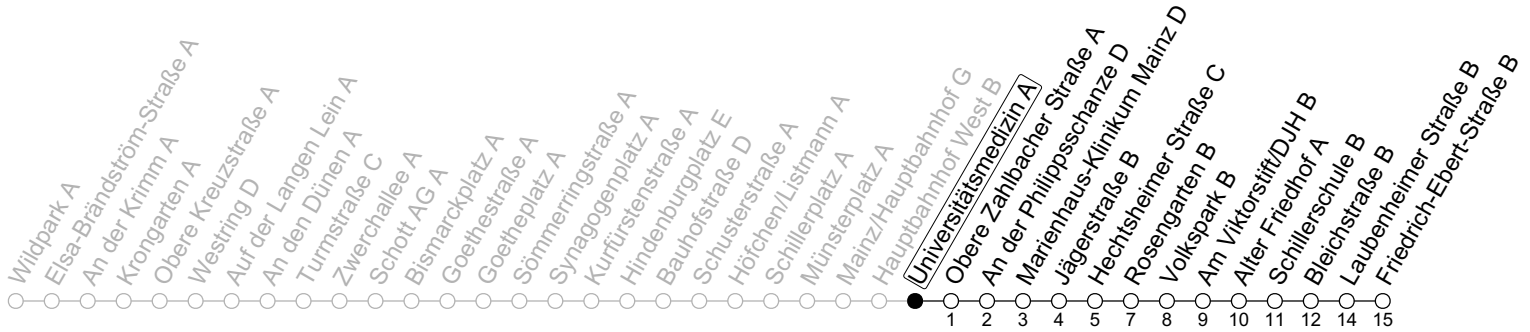 Wildpark A
Elsa-Brändström-Straße A
An der Krimm A
Krongarten A
Obere Kreuzstraße A
Westring D
Auf der Langen Lein A
An den Dünen A
Turmstraße C
Zwerchallee A
Schott AG A
Bismarckplatz A
Goethestraße A
Goetheplatz A
Sömmerringstraße A
Synagogenplatz A
Kurfürstenstraße A
Hindenburgplatz E
Bauhofstraße D
Schusterstraße A
Höfchen/Listmann A
Schillerplatz A
Münsterplatz A
Mainz/Hauptbahnhof G
Hauptbahnhof West B
Universitätsmedizin A
Obere Zahlbacher Straße A
An der Philippsschanze D
Marienhaus-Klinikum Mainz D
Jägerstraße B
Hechtsheimer Straße C
Rosengarten B
Volkspark B
Am Viktorstift/DJH B
Alter Friedhof A
Schillerschule B
Bleichstraße B
Laubenheimer Straße B
Friedrich-Ebert-Straße B
1 2 3 4 5 7 8 9 10 11 12 14 15